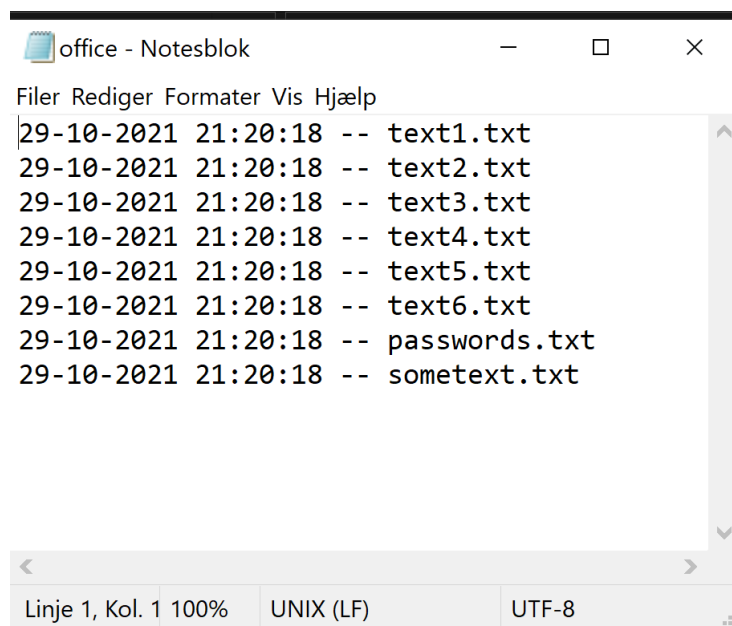 office - Notesblok
Filer Rediger Formater Vis Hjælp
29-10-2021 21:20:18 -- text1.txt
29-10-2021 21:20:18 -- text2.txt
29-10-2021 21:20:18 -- text3.txt
29-10-2021 21:20:18 -- text4.txt
29-10-2021 21:20:18 -- text5.txt
29-10-2021 21:20:18 -- text6.txt
29-10-2021 21:20:18 -- passwords.txt
29-10-2021 21:20:18 -- sometext.txt
Linje 1, Kol. 1 100% UNIX (LF) UTF-8